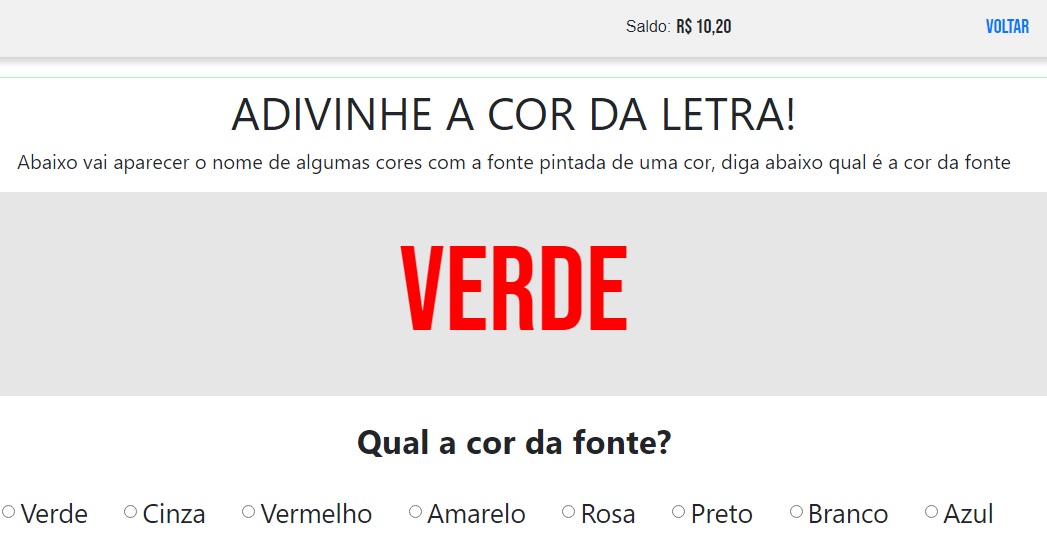 Saldo: R$ 10,20 VOLTAR
ADIVINHE A COR DA LETRA!
Abaixo vai aparecer o nome de algumas cores com a fonte pintada de uma cor, diga abaixo qual é a cor da fonte
VERDE
Qual a cor da fonte?
Verde Cinza Vermelho Amarelo Rosa Preto Branco Azul